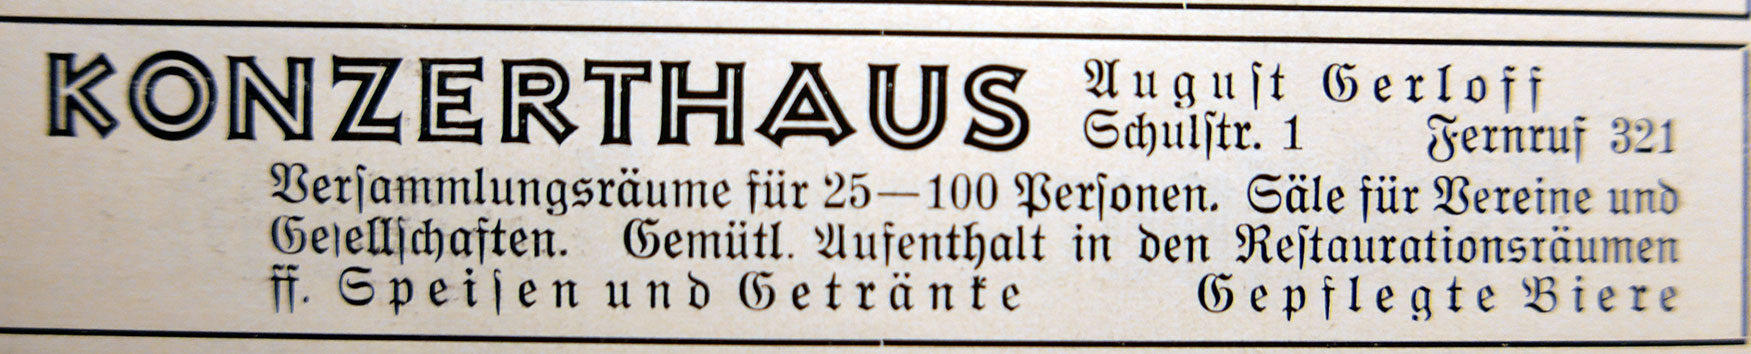 KONZERTHAUS
Auguſt Gerloff
Schulſtr. 1 Fernruf 321
Verſammlungsräume für 25—100 Perſonen. Säle für Vereine und
Geſellſchaften. Gemütl. Aufenthalt in den Reſtaurationsräumen
ff. Speiſen und Getränke Gepflegte Biere